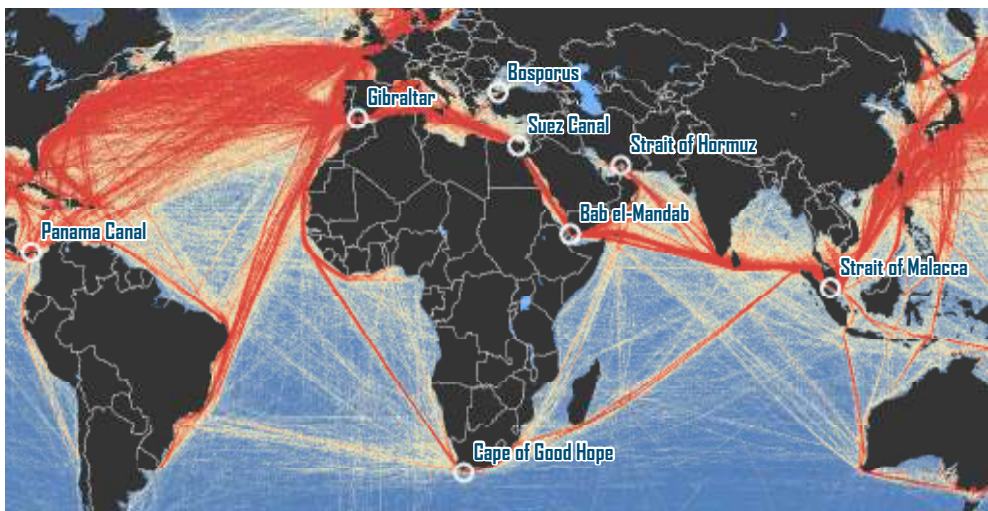 Bosporus
Gibraltar
Suez Canal
Strait of Hormuz
Bab el-Mandab
Panama Canal
Strait of Malacca
Cape of Good Hope